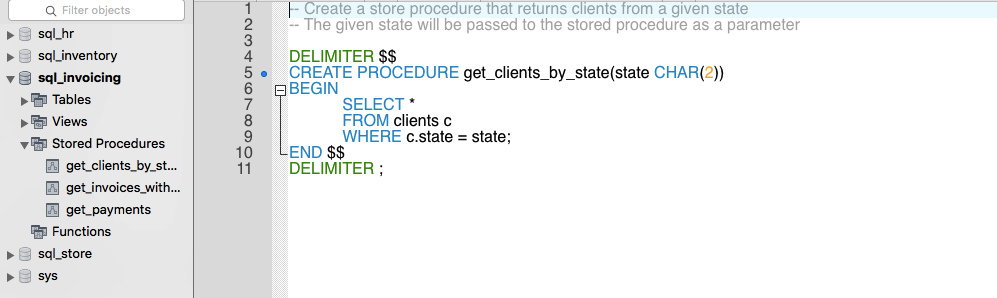 Filter objects
sql_hr
sql_inventory
sql_invoicing
Tables
Views
Stored Procedures
get_clients_by_st...
get_invoices_with...
get_payments
Functions
sql_store
sys
1 -- Create a store procedure that returns clients from a given state
2 -- The given state will be passed to the stored procedure as a parameter
3
4 DELIMITER $$
5 CREATE PROCEDURE get_clients_by_state(state CHAR(2))
6 BEGIN
7 SELECT *
8 FROM clients c
9 WHERE c.state = state;
10 END $$
11 DELIMITER ;